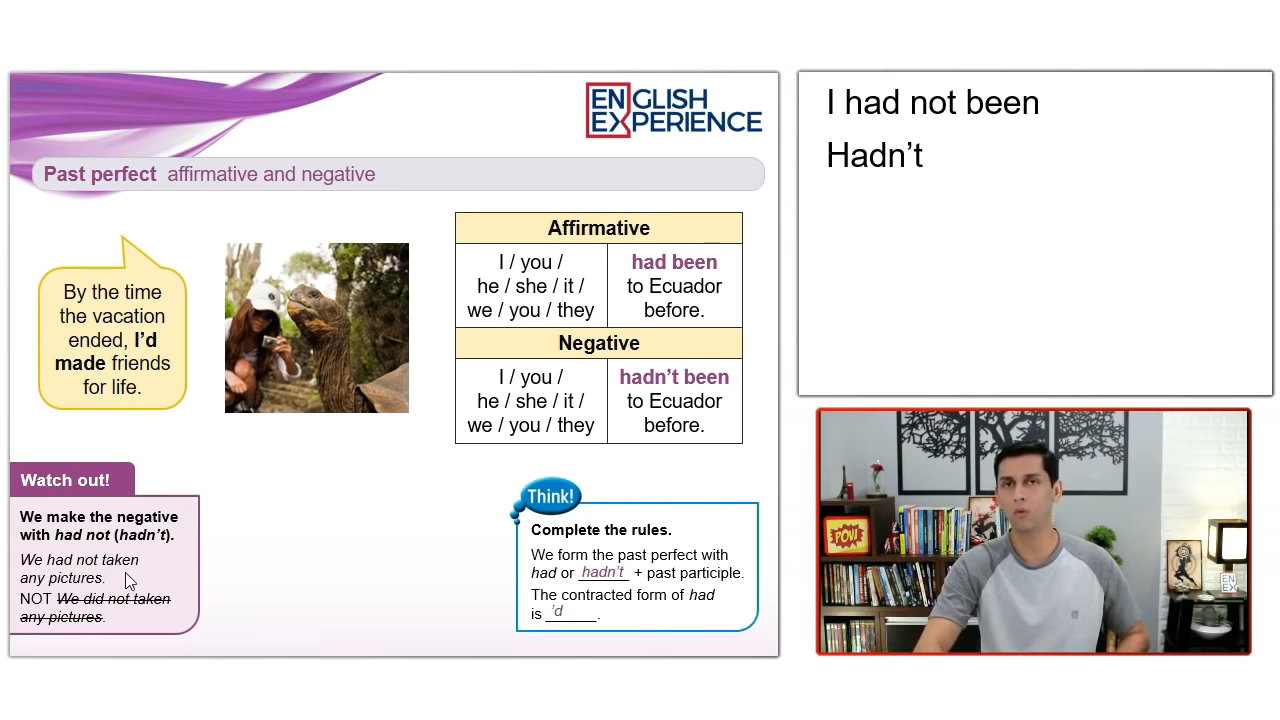 ENGLISH
EXPERIENCE
Past perfect affirmative and negative
By the time
the vacation
ended, I’d
made friends
for life.
Affirmative
I / you /
he / she / it /
we / you / they
had been
to Ecuador
before.
Negative
I / you /
he / she / it /
we / you / they
hadn’t been
to Ecuador
before.
Watch out!
We make the negative
with had not (hadn’t).
We had not taken
any pictures.
NOT We did not taken
any pictures.
Think!
Complete the rules.
We form the past perfect with
had or hadn’t + past participle.
The contracted form of had
is ’d.
I had not been
Hadn’t
POW!
EN
EX